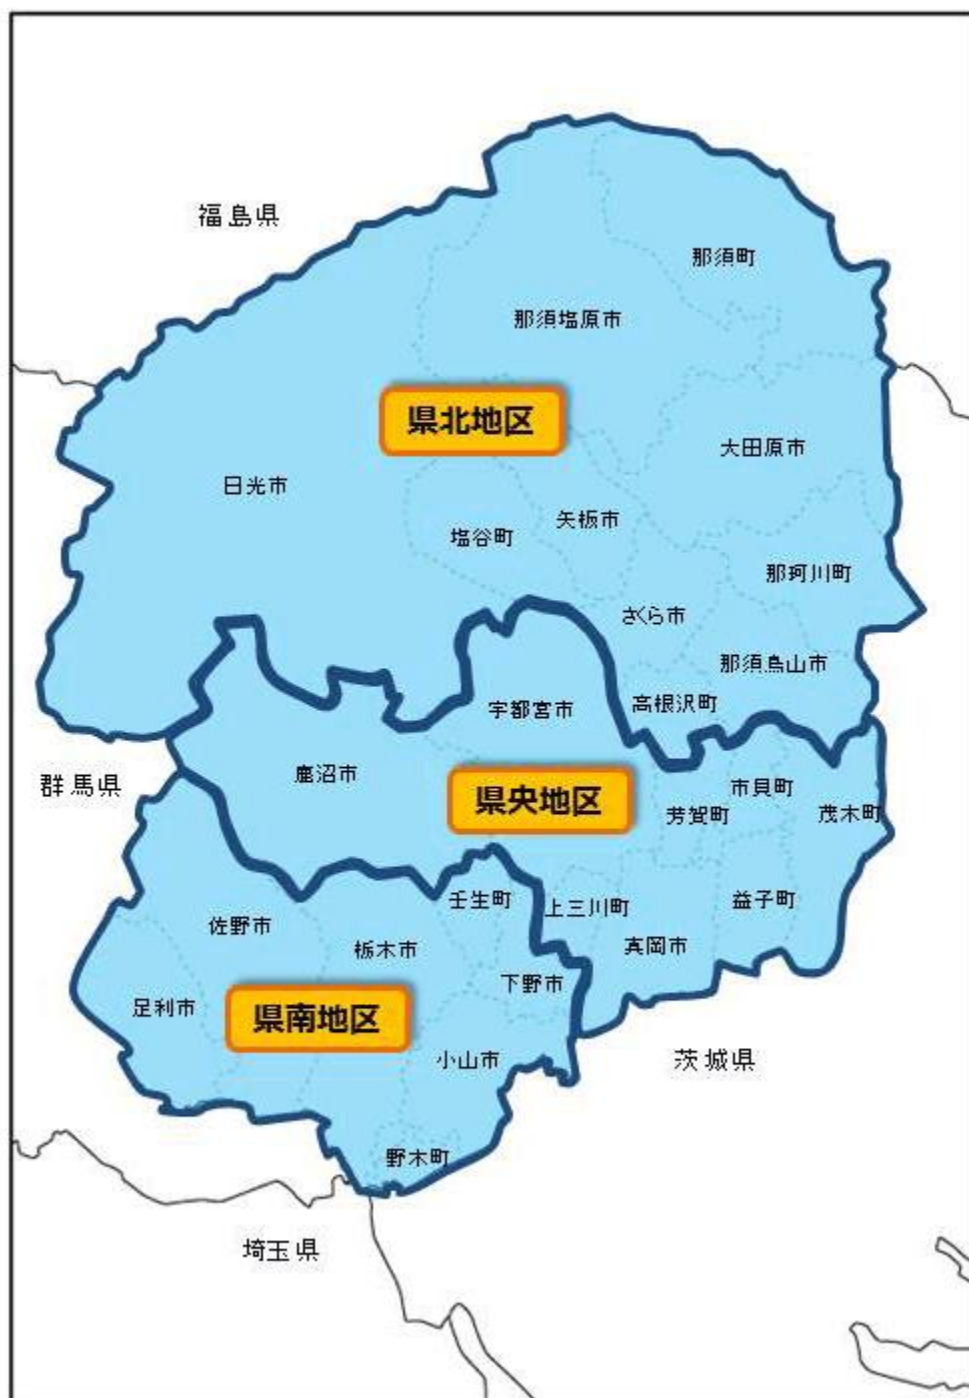 福島県
那須町
那須塩原市
県北地区
大田原市
日光市
矢板市
塩谷町
那珂川町
さくら市
那須烏山市
高根沢町
宇都宮市
鹿沼市
群馬県
県央地区
市貝町
芳賀町
茂木町
壬生町
上三川町
益子町
佐野市
栃木市
真岡市
下野市
足利市
県南地区
小山市
茨城県
野木町
埼玉県